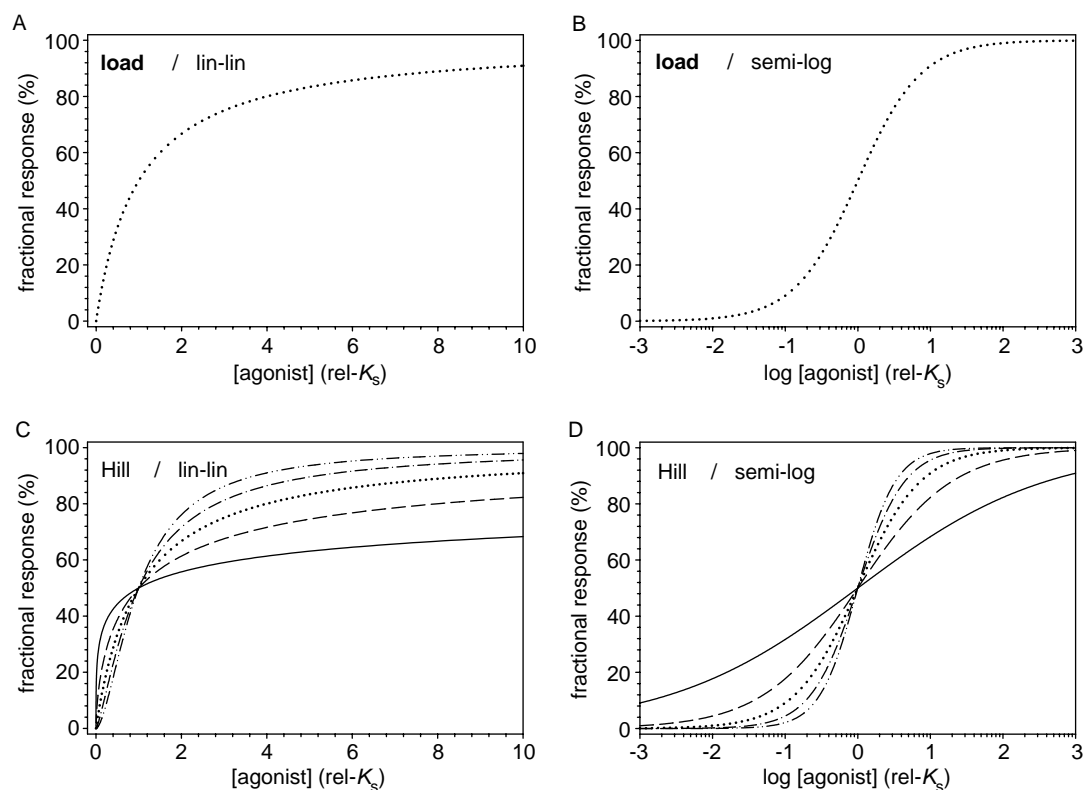 A
B
load / lin-lin
load / semi-log
fractional response (%)
100
80
60
40
20
0
0 2 4 6 8 10
[agonist] (rel-Ks)
fractional response (%)
100
80
60
40
20
0
-3 -2 -1 0 1 2 3
log [agonist] (rel-Ks)
C
D
Hill / lin-lin
Hill / semi-log
fractional response (%)
100
80
60
40
20
0
0 2 4 6 8 10
[agonist] (rel-Ks)
fractional response (%)
100
80
60
40
20
0
-3 -2 -1 0 1 2 3
log [agonist] (rel-Ks)